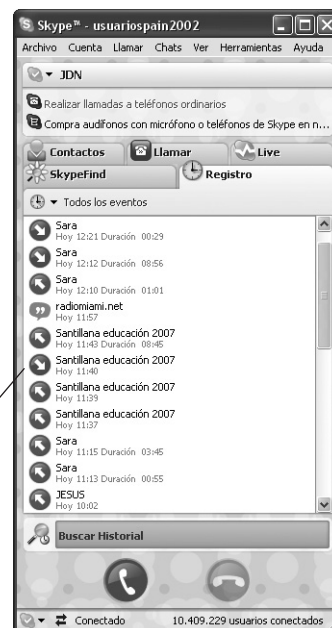 Skype™ - usuariospain2002
Archivo Cuenta Llamar Chats Ver Herramientas Ayuda
JDN
Realizar llamadas a teléfonos ordinarios
Compra audífonos con micrófono o teléfonos de Skype en n...
Contactos Llamar Live
SkypeFind Registro
Todos los eventos
Sara
Hoy 12:21 Duración 00:29
Sara
Hoy 12:12 Duración 08:56
Sara
Hoy 12:10 Duración 01:01
radiomiami.net
Hoy 11:57
Santillana educación 2007
Hoy 11:43 Duración 08:45
Santillana educación 2007
Hoy 11:40
Santillana educación 2007
Hoy 11:39
Santillana educación 2007
Hoy 11:37
Sara
Hoy 11:15 Duración 03:45
Sara
Hoy 11:13 Duración 00:55
JESUS
Hoy 10:02
Buscar Historial
Conectado 10.409.229 usuarios conectados